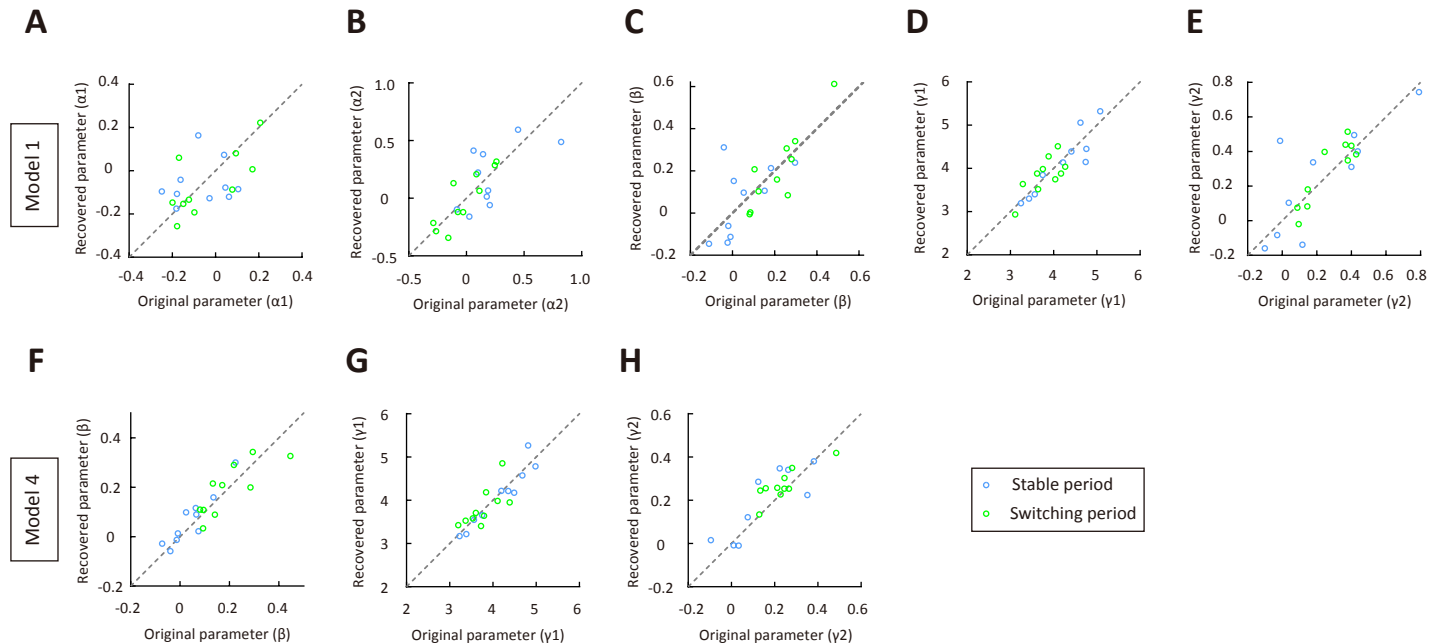 A
B
C
D
E
Model 1
Recovered parameter (α1)
0.4
0.2
0
-0.2
-0.4
-0.4
-0.2
0
0.2
0.4
Original parameter (α1)
Recovered parameter (α2)
1.0
0.5
0
-0.5
-0.5
0
0.5
1.0
Original parameter (α2)
Recovered parameter (β)
0.6
0.4
0.2
0
-0.2
-0.2
0
0.2
0.4
0.6
Original parameter (β)
Recovered parameter (γ1)
6
5
4
3
2
2
3
4
5
6
Original parameter (γ1)
Recovered parameter (γ2)
0.8
0.6
0.4
0.2
0
-0.2
-0.2
0
0.2
0.4
0.6
0.8
Original parameter (γ2)
F
G
H
Model 4
Recovered parameter (β)
0.4
0.2
0
-0.2
-0.2
0
0.2
0.4
Original parameter (β)
Recovered parameter (γ1)
6
5
4
3
2
2
3
4
5
6
Original parameter (γ1)
Recovered parameter (γ2)
0.6
0.4
0.2
0
-0.2
-0.2
0
0.2
0.4
0.6
Original parameter (γ2)
Stable period
Switching period